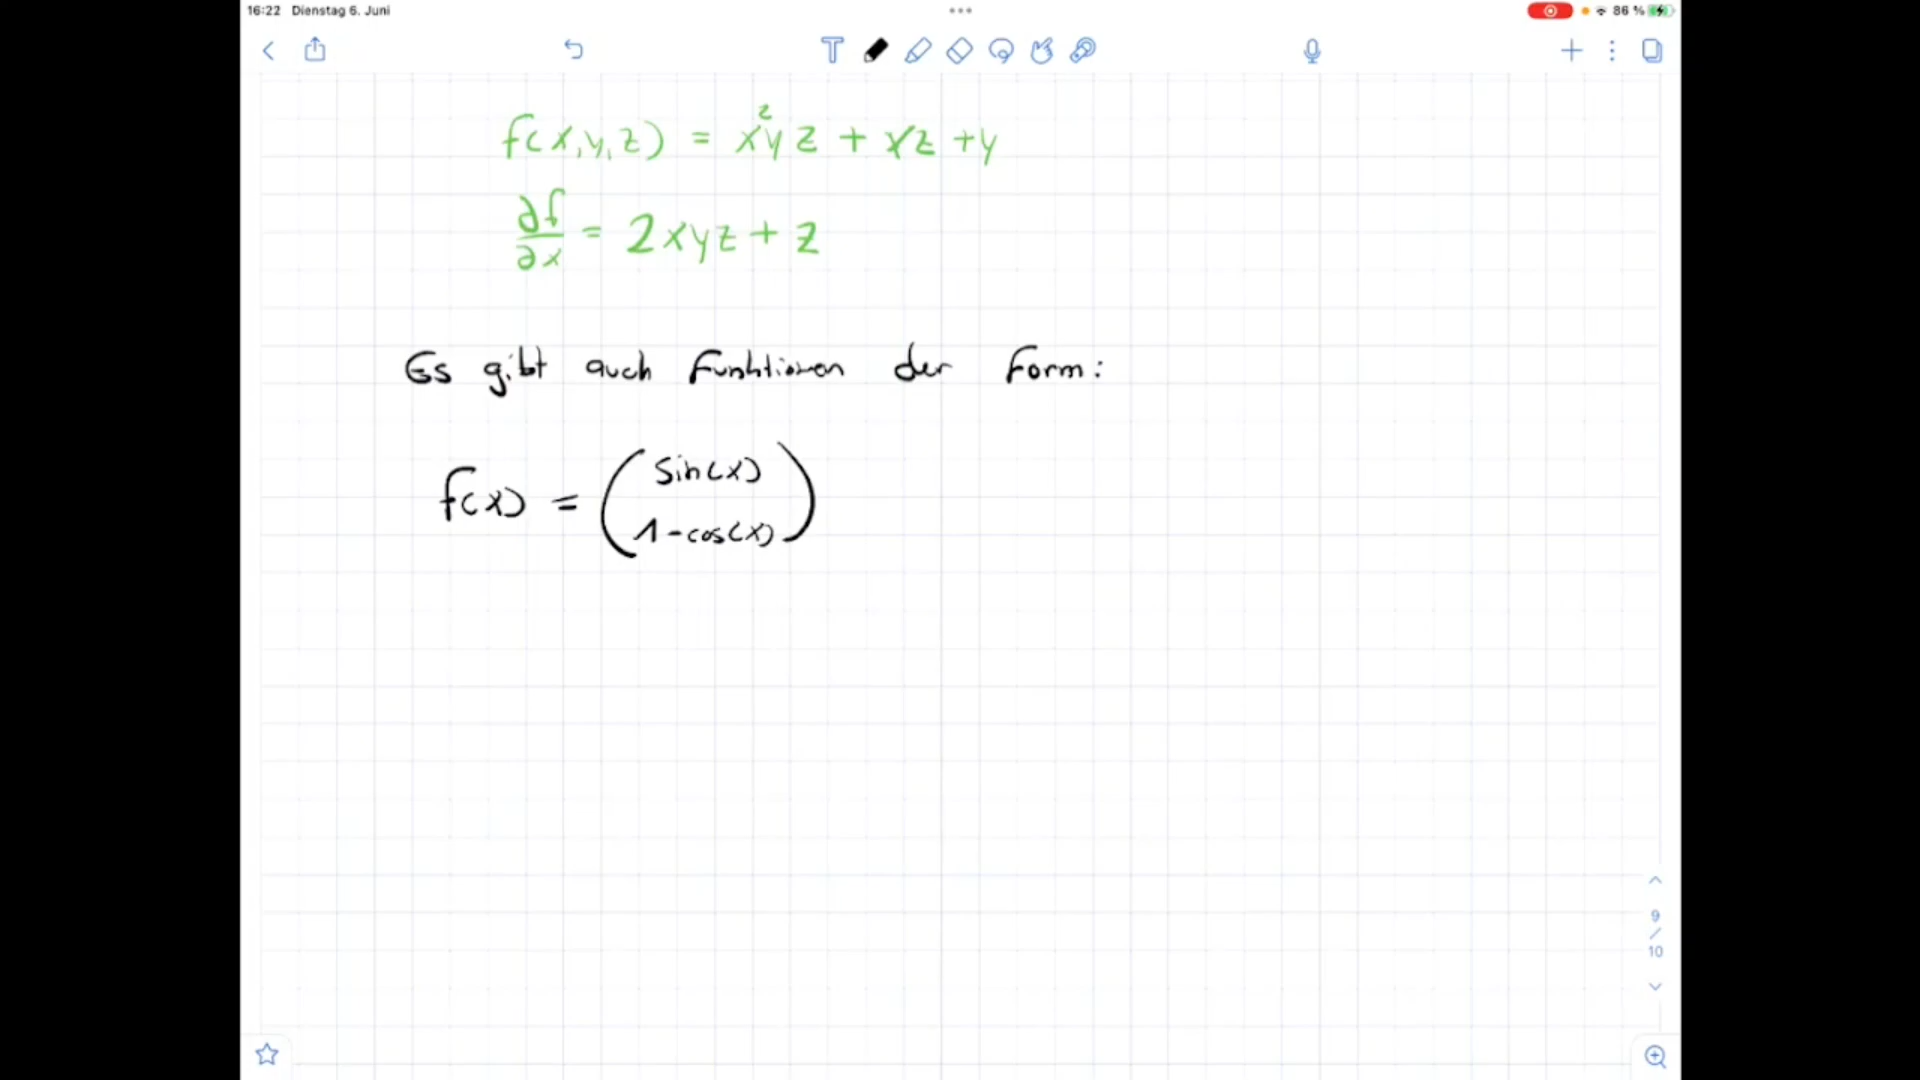 16:22 Dienstag 6. Juni 86 %
f(x,y,z) = x²yz + xz + y
∂f/∂x = 2xyz + z
Es gibt auch Funktionen der Form:
f(x) = ( sin(x)
1-cos(x) )
9
/
10